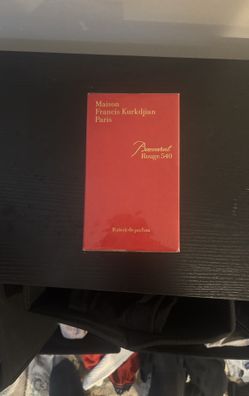 Maison
Francis Kurkdjian
Paris
Baccarat
Rouge 540
Extrait de parfum